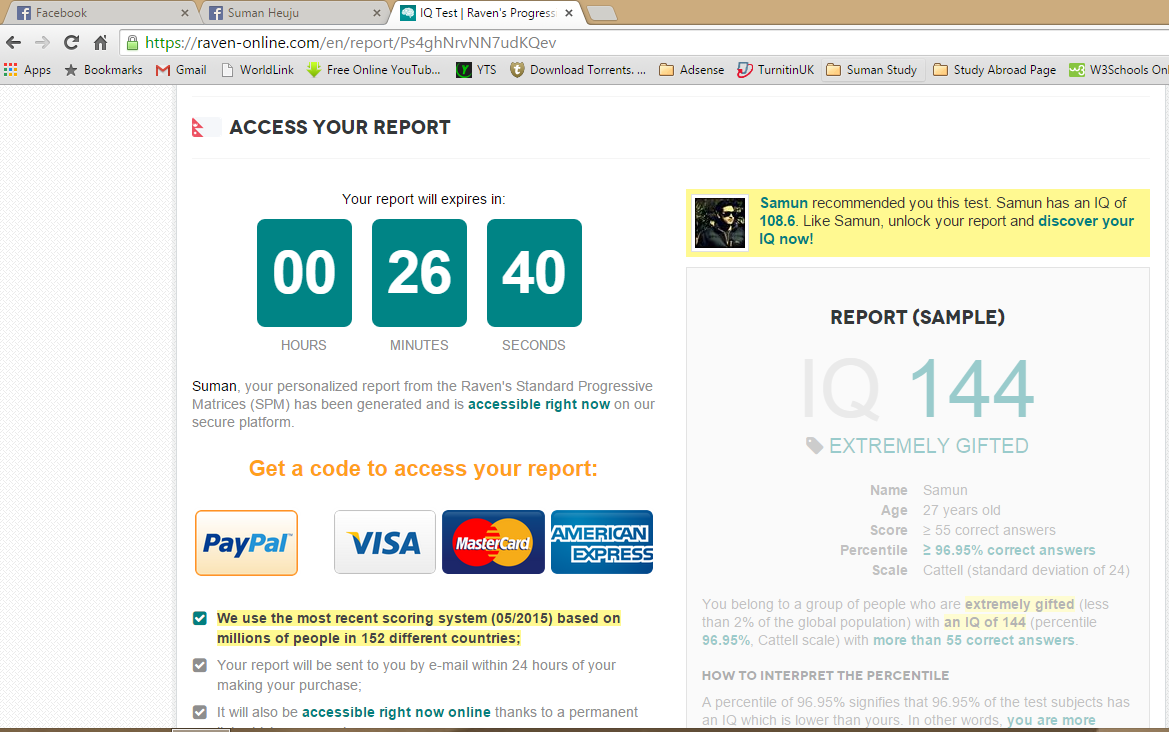 Facebook
Suman Heuju
IQ Test | Raven's Progress
https://raven-online.com/en/report/Ps4ghNrvNN7udKQev
Apps
Bookmarks
Gmail
WorldLink
Free Online YouTub...
YTS
Download Torrents. ...
Adsense
TurnitinUK
Suman Study
Study Abroad Page
W3Schools Onl
ACCESS YOUR REPORT
Your report will expires in:
00 26 40
HOURS MINUTES SECONDS
Suman, your personalized report from the Raven's Standard Progressive
Matrices (SPM) has been generated and is accessible right now on our
secure platform.
Get a code to access your report:
PayPal
VISA
MasterCard
AMERICAN
EXPRESS
We use the most recent scoring system (05/2015) based on
millions of people in 152 different countries;
Your report will be sent to you by e-mail within 24 hours of your
making your purchase;
It will also be accessible right now online thanks to a permanent
Samun recommended you this test. Samun has an IQ of
108.6. Like Samun, unlock your report and discover your
IQ now!
REPORT (SAMPLE)
IQ 144
EXTREMELY GIFTED
Name Samun
Age 27 years old
Score ≥ 55 correct answers
Percentile ≥ 96.95% correct answers
Scale Cattell (standard deviation of 24)
You belong to a group of people who are extremely gifted (less
than 2% of the global population) with an IQ of 144 (percentile
96.95%, Cattell scale) with more than 55 correct answers.
HOW TO INTERPRET THE PERCENTILE
A percentile of 96.95% signifies that 96.95% of the test subjects has
an IQ which is lower than yours. In other words, you are more